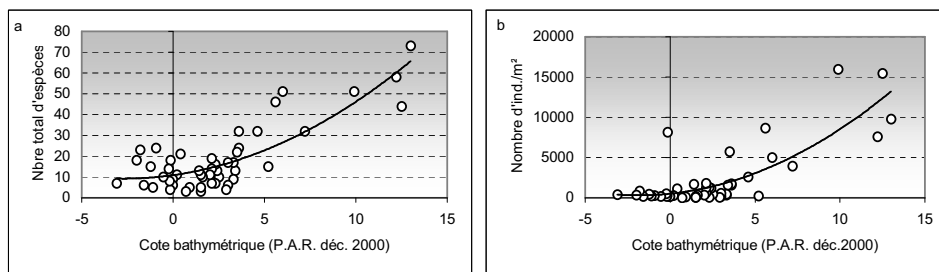 a
80
70
60
50
40
30
20
10
0
Nbre total d'espèces
-5 0 5 10 15
Cote bathymétrique (P.A.R. déc. 2000)
b
20000
15000
10000
5000
0
Nombre d'ind./m²
-5 0 5 10 15
Cote bathymétrique (P.A.R. déc.2000)